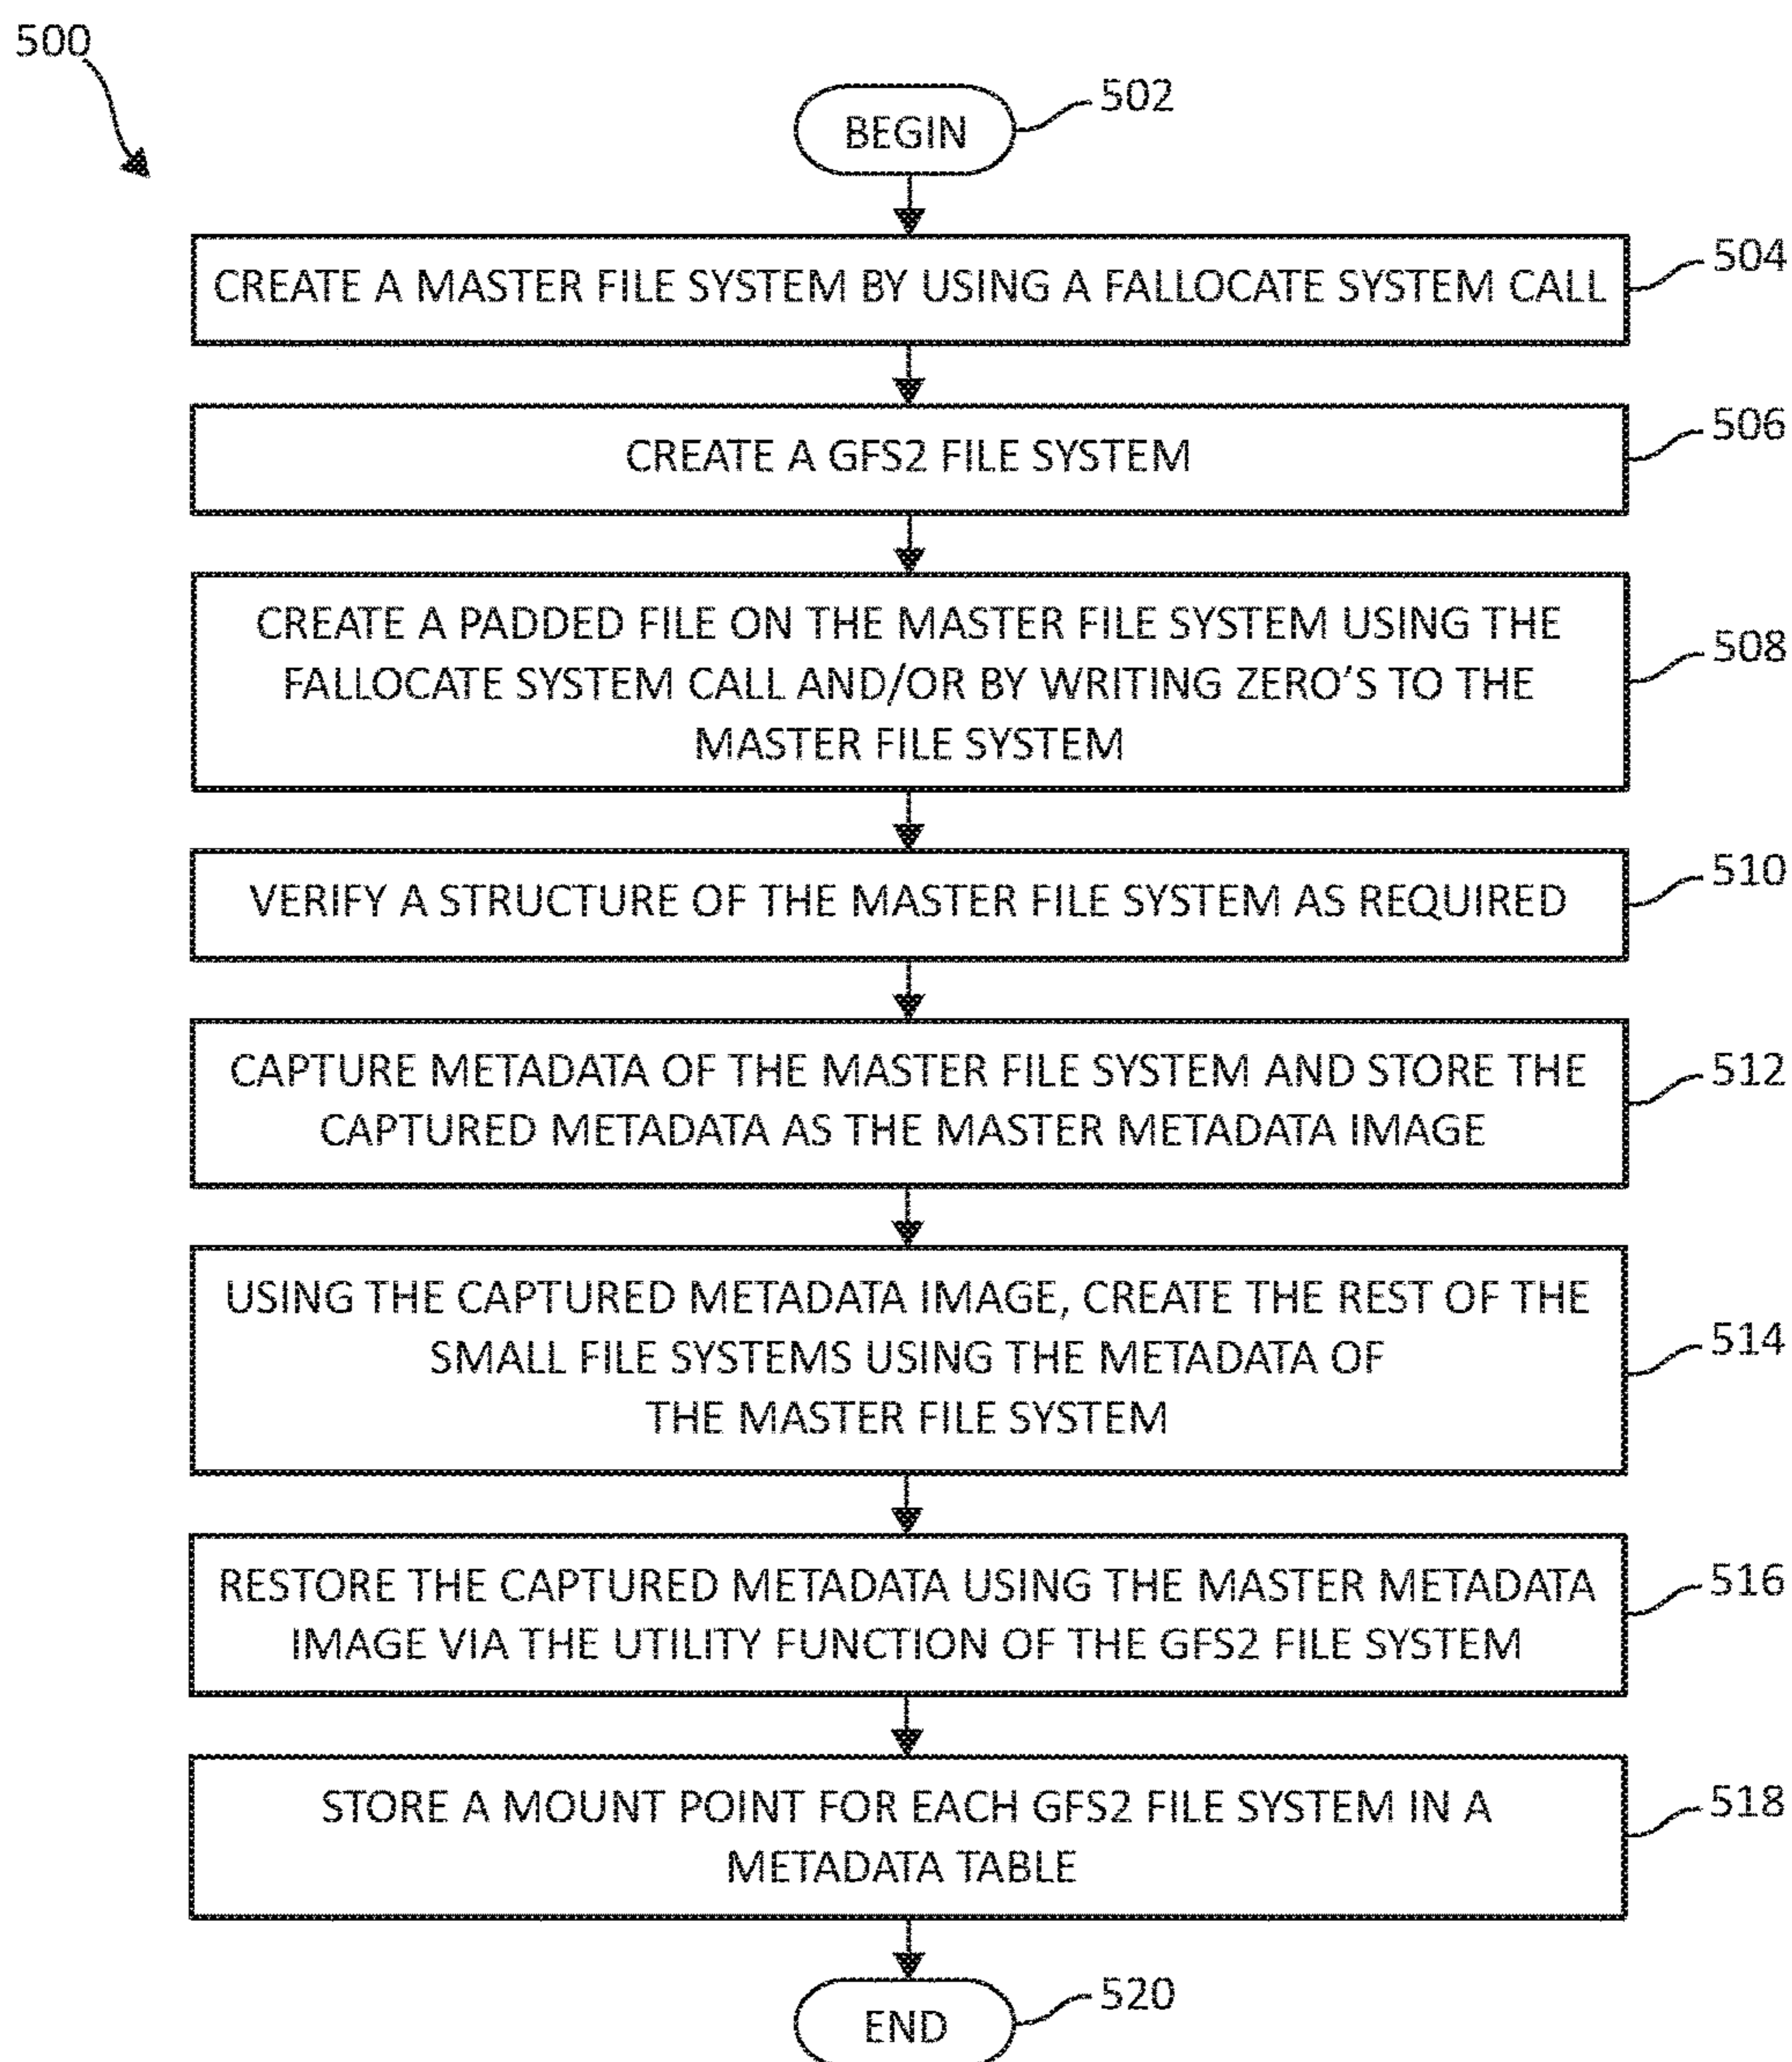 500
BEGIN
502
CREATE A MASTER FILE SYSTEM BY USING A FALLOCATE SYSTEM CALL
504
CREATE A GFS2 FILE SYSTEM
506
CREATE A PADDED FILE ON THE MASTER FILE SYSTEM USING THE
FALLOCATE SYSTEM CALL AND/OR BY WRITING ZERO'S TO THE
MASTER FILE SYSTEM
508
VERIFY A STRUCTURE OF THE MASTER FILE SYSTEM AS REQUIRED
510
CAPTURE METADATA OF THE MASTER FILE SYSTEM AND STORE THE
CAPTURED METADATA AS THE MASTER METADATA IMAGE
512
USING THE CAPTURED METADATA IMAGE, CREATE THE REST OF THE
SMALL FILE SYSTEMS USING THE METADATA OF
THE MASTER FILE SYSTEM
514
RESTORE THE CAPTURED METADATA USING THE MASTER METADATA
IMAGE VIA THE UTILITY FUNCTION OF THE GFS2 FILE SYSTEM
516
STORE A MOUNT POINT FOR EACH GFS2 FILE SYSTEM IN A
METADATA TABLE
518
END
520